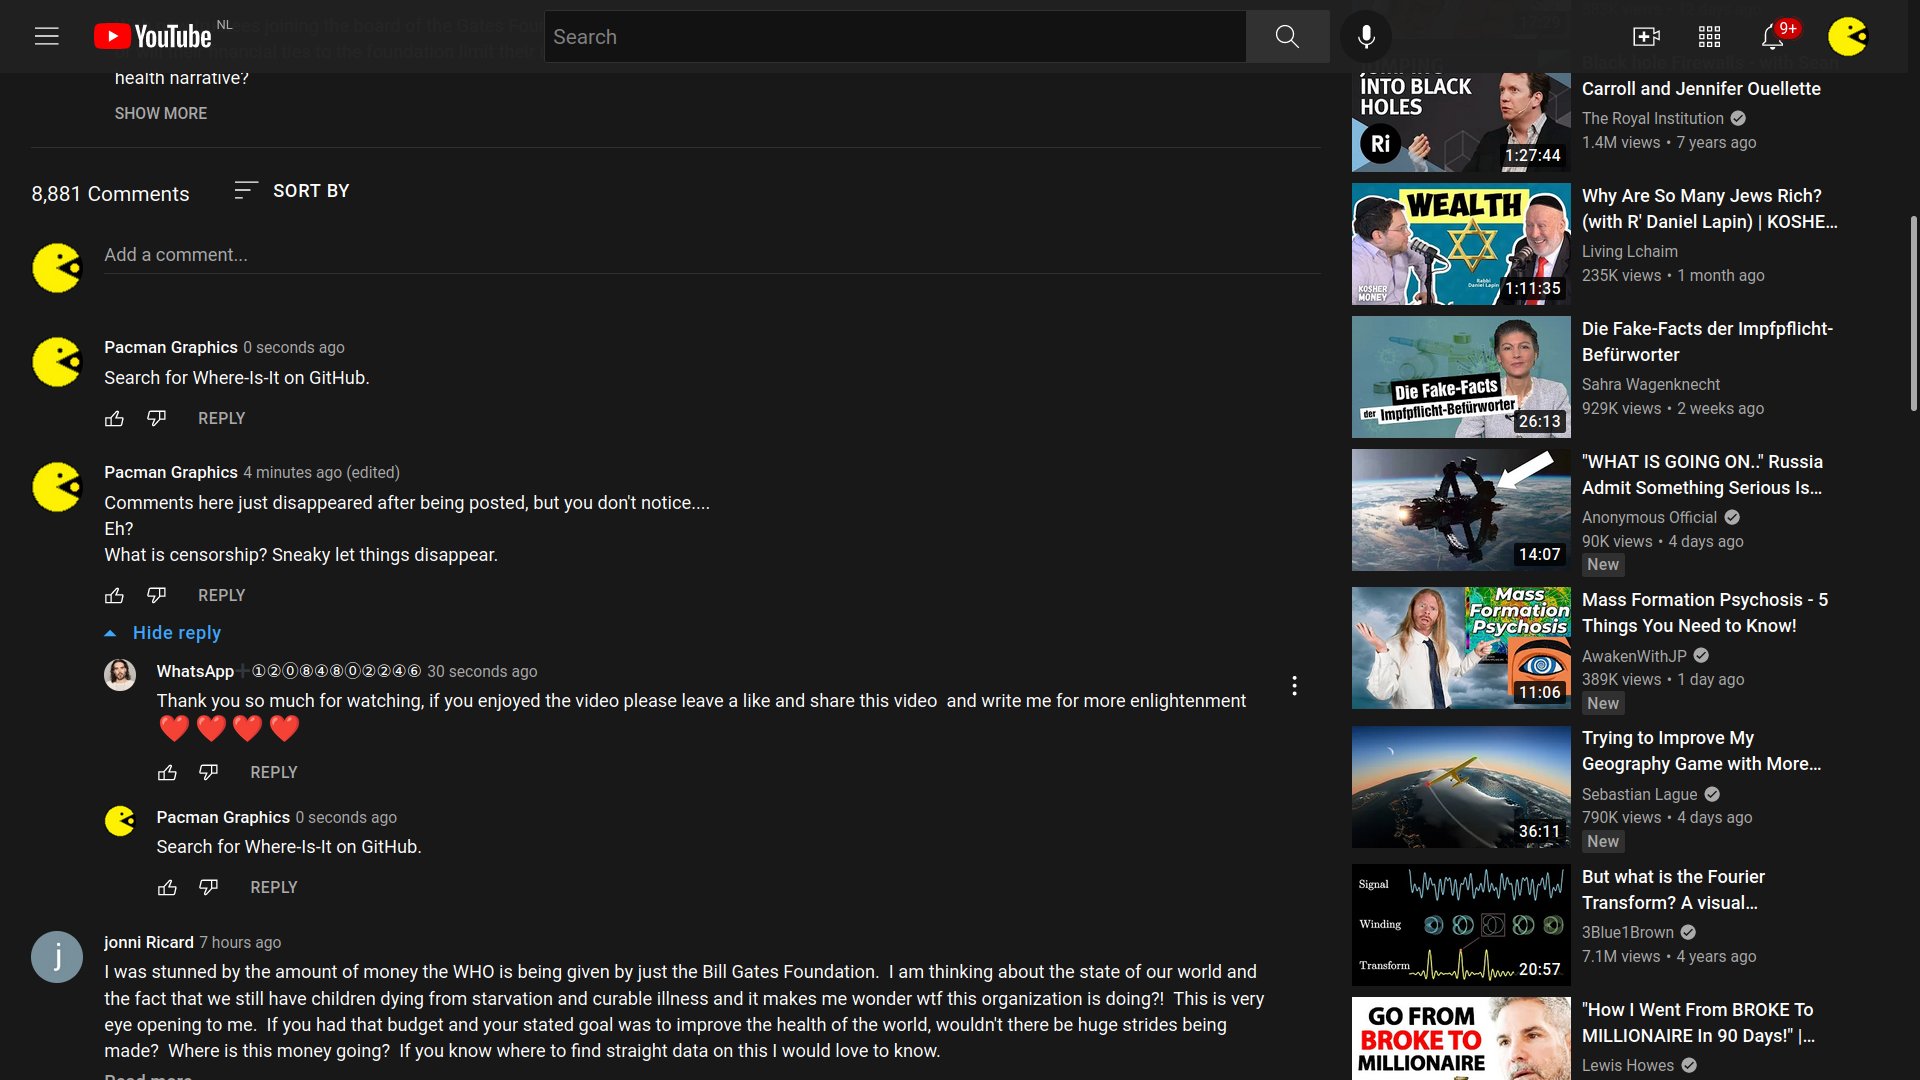 YouTube NL
Search
9+
health narrative?
SHOW MORE
8,881 Comments
SORT BY
Add a comment...
Pacman Graphics 0 seconds ago
Search for Where-Is-It on GitHub.
REPLY
Pacman Graphics 4 minutes ago (edited)
Comments here just disappeared after being posted, but you don't notice....
Eh?
What is censorship? Sneaky let things disappear.
REPLY
Hide reply
WhatsApp➕①②⓪⑧④⑧⓪②②④⑥ 30 seconds ago
Thank you so much for watching, if you enjoyed the video please leave a like and share this video  and write me for more enlightenment
❤️ ❤️ ❤️ ❤️
REPLY
Pacman Graphics 0 seconds ago
Search for Where-Is-It on GitHub.
REPLY
j
jonni Ricard 7 hours ago
I was stunned by the amount of money the WHO is being given by just the Bill Gates Foundation.  I am thinking about the state of our world and
the fact that we still have children dying from starvation and curable illness and it makes me wonder wtf this organization is doing?!  This is very
eye opening to me.  If you had that budget and your stated goal was to improve the health of the world, wouldn't there be huge strides being
made?  Where is this money going?  If you know where to find straight data on this I would love to know.
Read more
INTO BLACK
HOLES
Ri
1:27:44
Carroll and Jennifer Ouellette
The Royal Institution
1.4M views • 7 years ago
WEALTH
Rabbi
Daniel Lapin
KOSHER
MONEY
1:11:35
Why Are So Many Jews Rich?
(with R' Daniel Lapin) | KOSHE...
Living Lchaim
235K views • 1 month ago
Die Fake-Facts
der Impfpflicht-Befürworter
26:13
Die Fake-Facts der Impfpflicht-
Befürworter
Sahra Wagenknecht
929K views • 2 weeks ago
14:07
"WHAT IS GOING ON.." Russia
Admit Something Serious Is...
Anonymous Official
90K views • 4 days ago
New
Mass
Formation
Psychosis
11:06
Mass Formation Psychosis - 5
Things You Need to Know!
AwakenWithJP
389K views • 1 day ago
New
36:11
Trying to Improve My
Geography Game with More...
Sebastian Lague
790K views • 4 days ago
New
Signal
Winding
Transform
20:57
But what is the Fourier
Transform? A visual...
3Blue1Brown
7.1M views • 4 years ago
GO FROM
BROKE TO
MILLIONAIRE
"How I Went From BROKE To
MILLIONAIRE In 90 Days!" |...
Lewis Howes